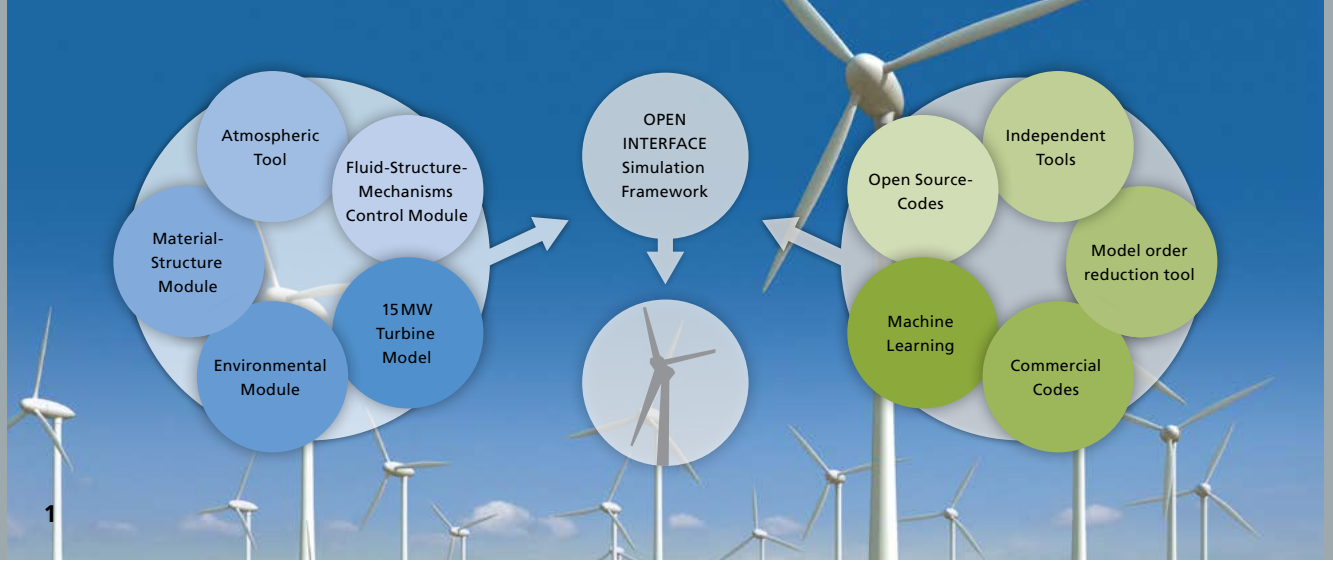 Atmospheric
Tool
Fluid-Structure-
Mechanisms
Control Module
Material-
Structure
Module
15 MW
Turbine
Model
Environmental
Module
OPEN
INTERFACE
Simulation
Framework
Independent
Tools
Open Source-
Codes
Model order
reduction tool
Machine
Learning
Commercial
Codes
1